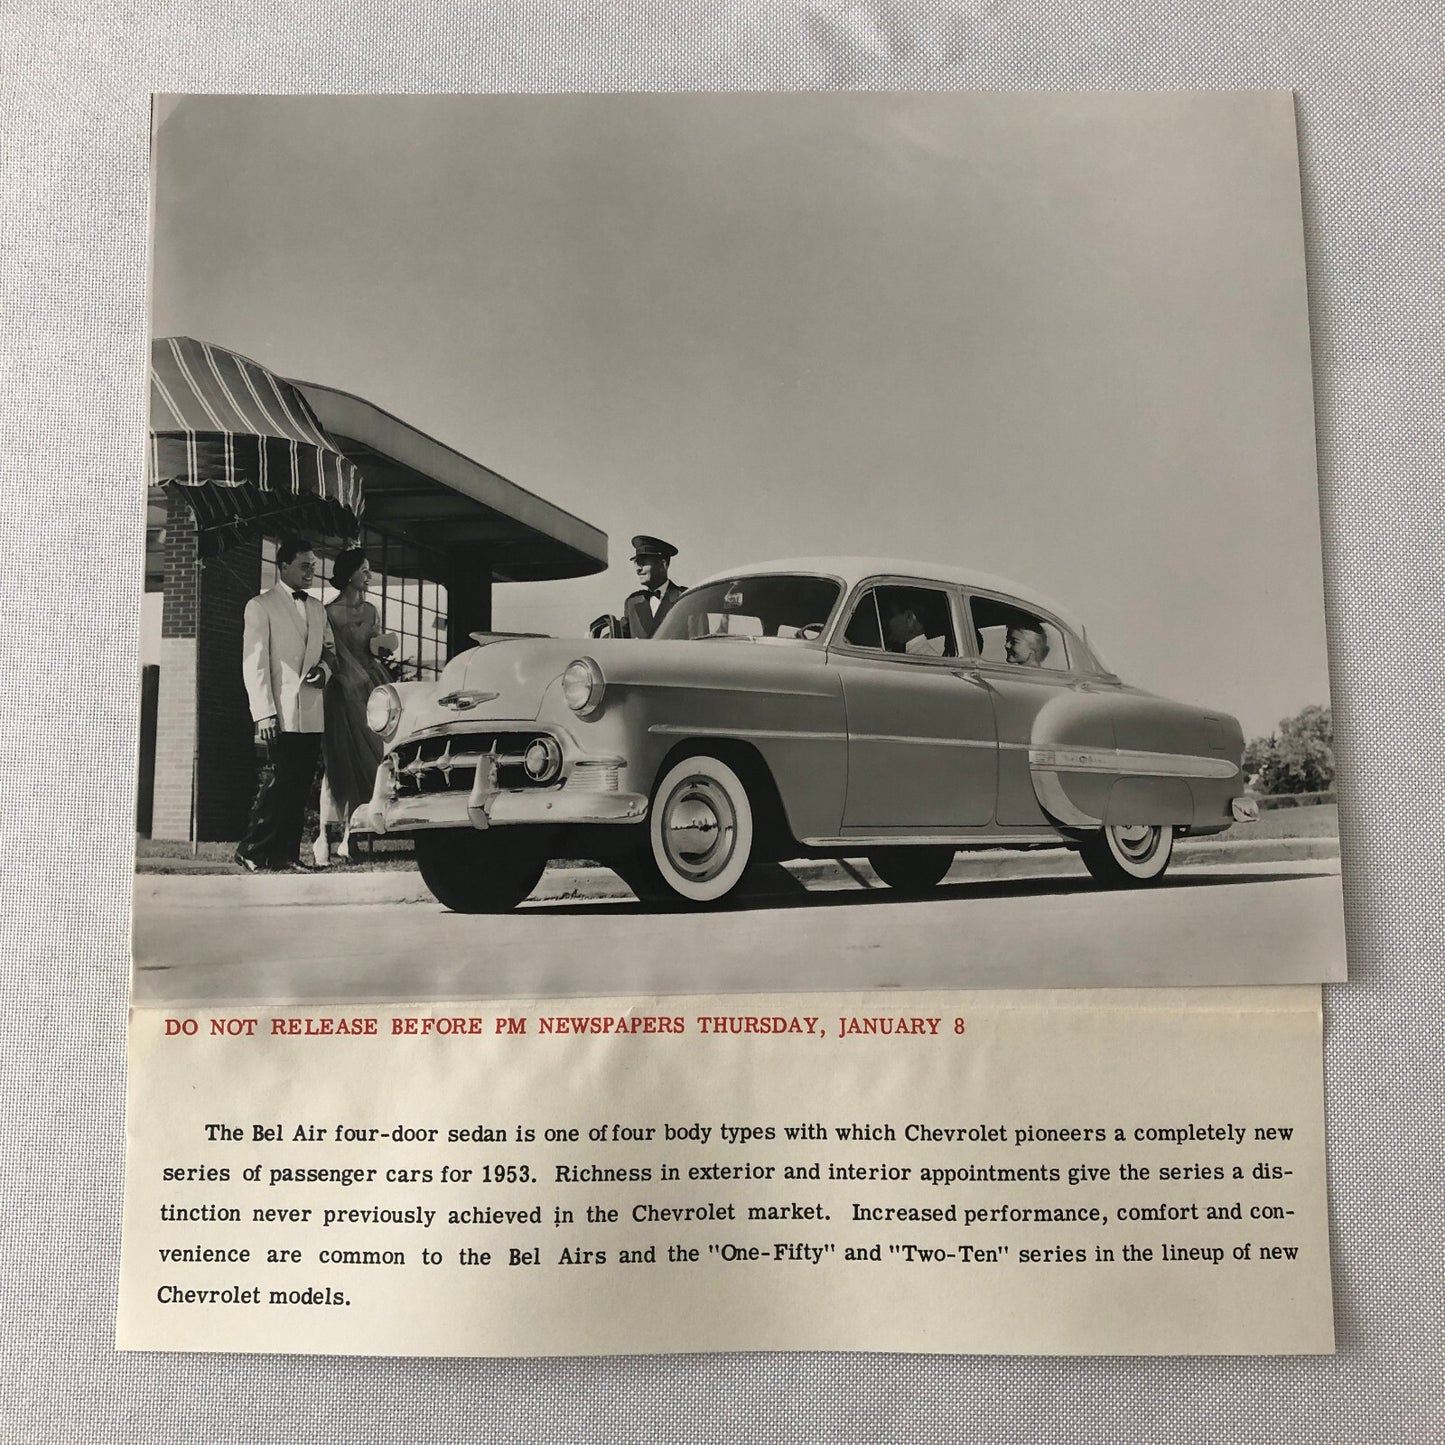 DO NOT RELEASE BEFORE PM NEWSPAPERS THURSDAY, JANUARY 8
The Bel Air four-door sedan is one of four body types with which Chevrolet pioneers a completely new
series of passenger cars for 1953. Richness in exterior and interior appointments give the series a dis-
tinction never previously achieved in the Chevrolet market. Increased performance, comfort and con-
venience are common to the Bel Airs and the "One-Fifty" and "Two-Ten" series in the lineup of new
Chevrolet models.